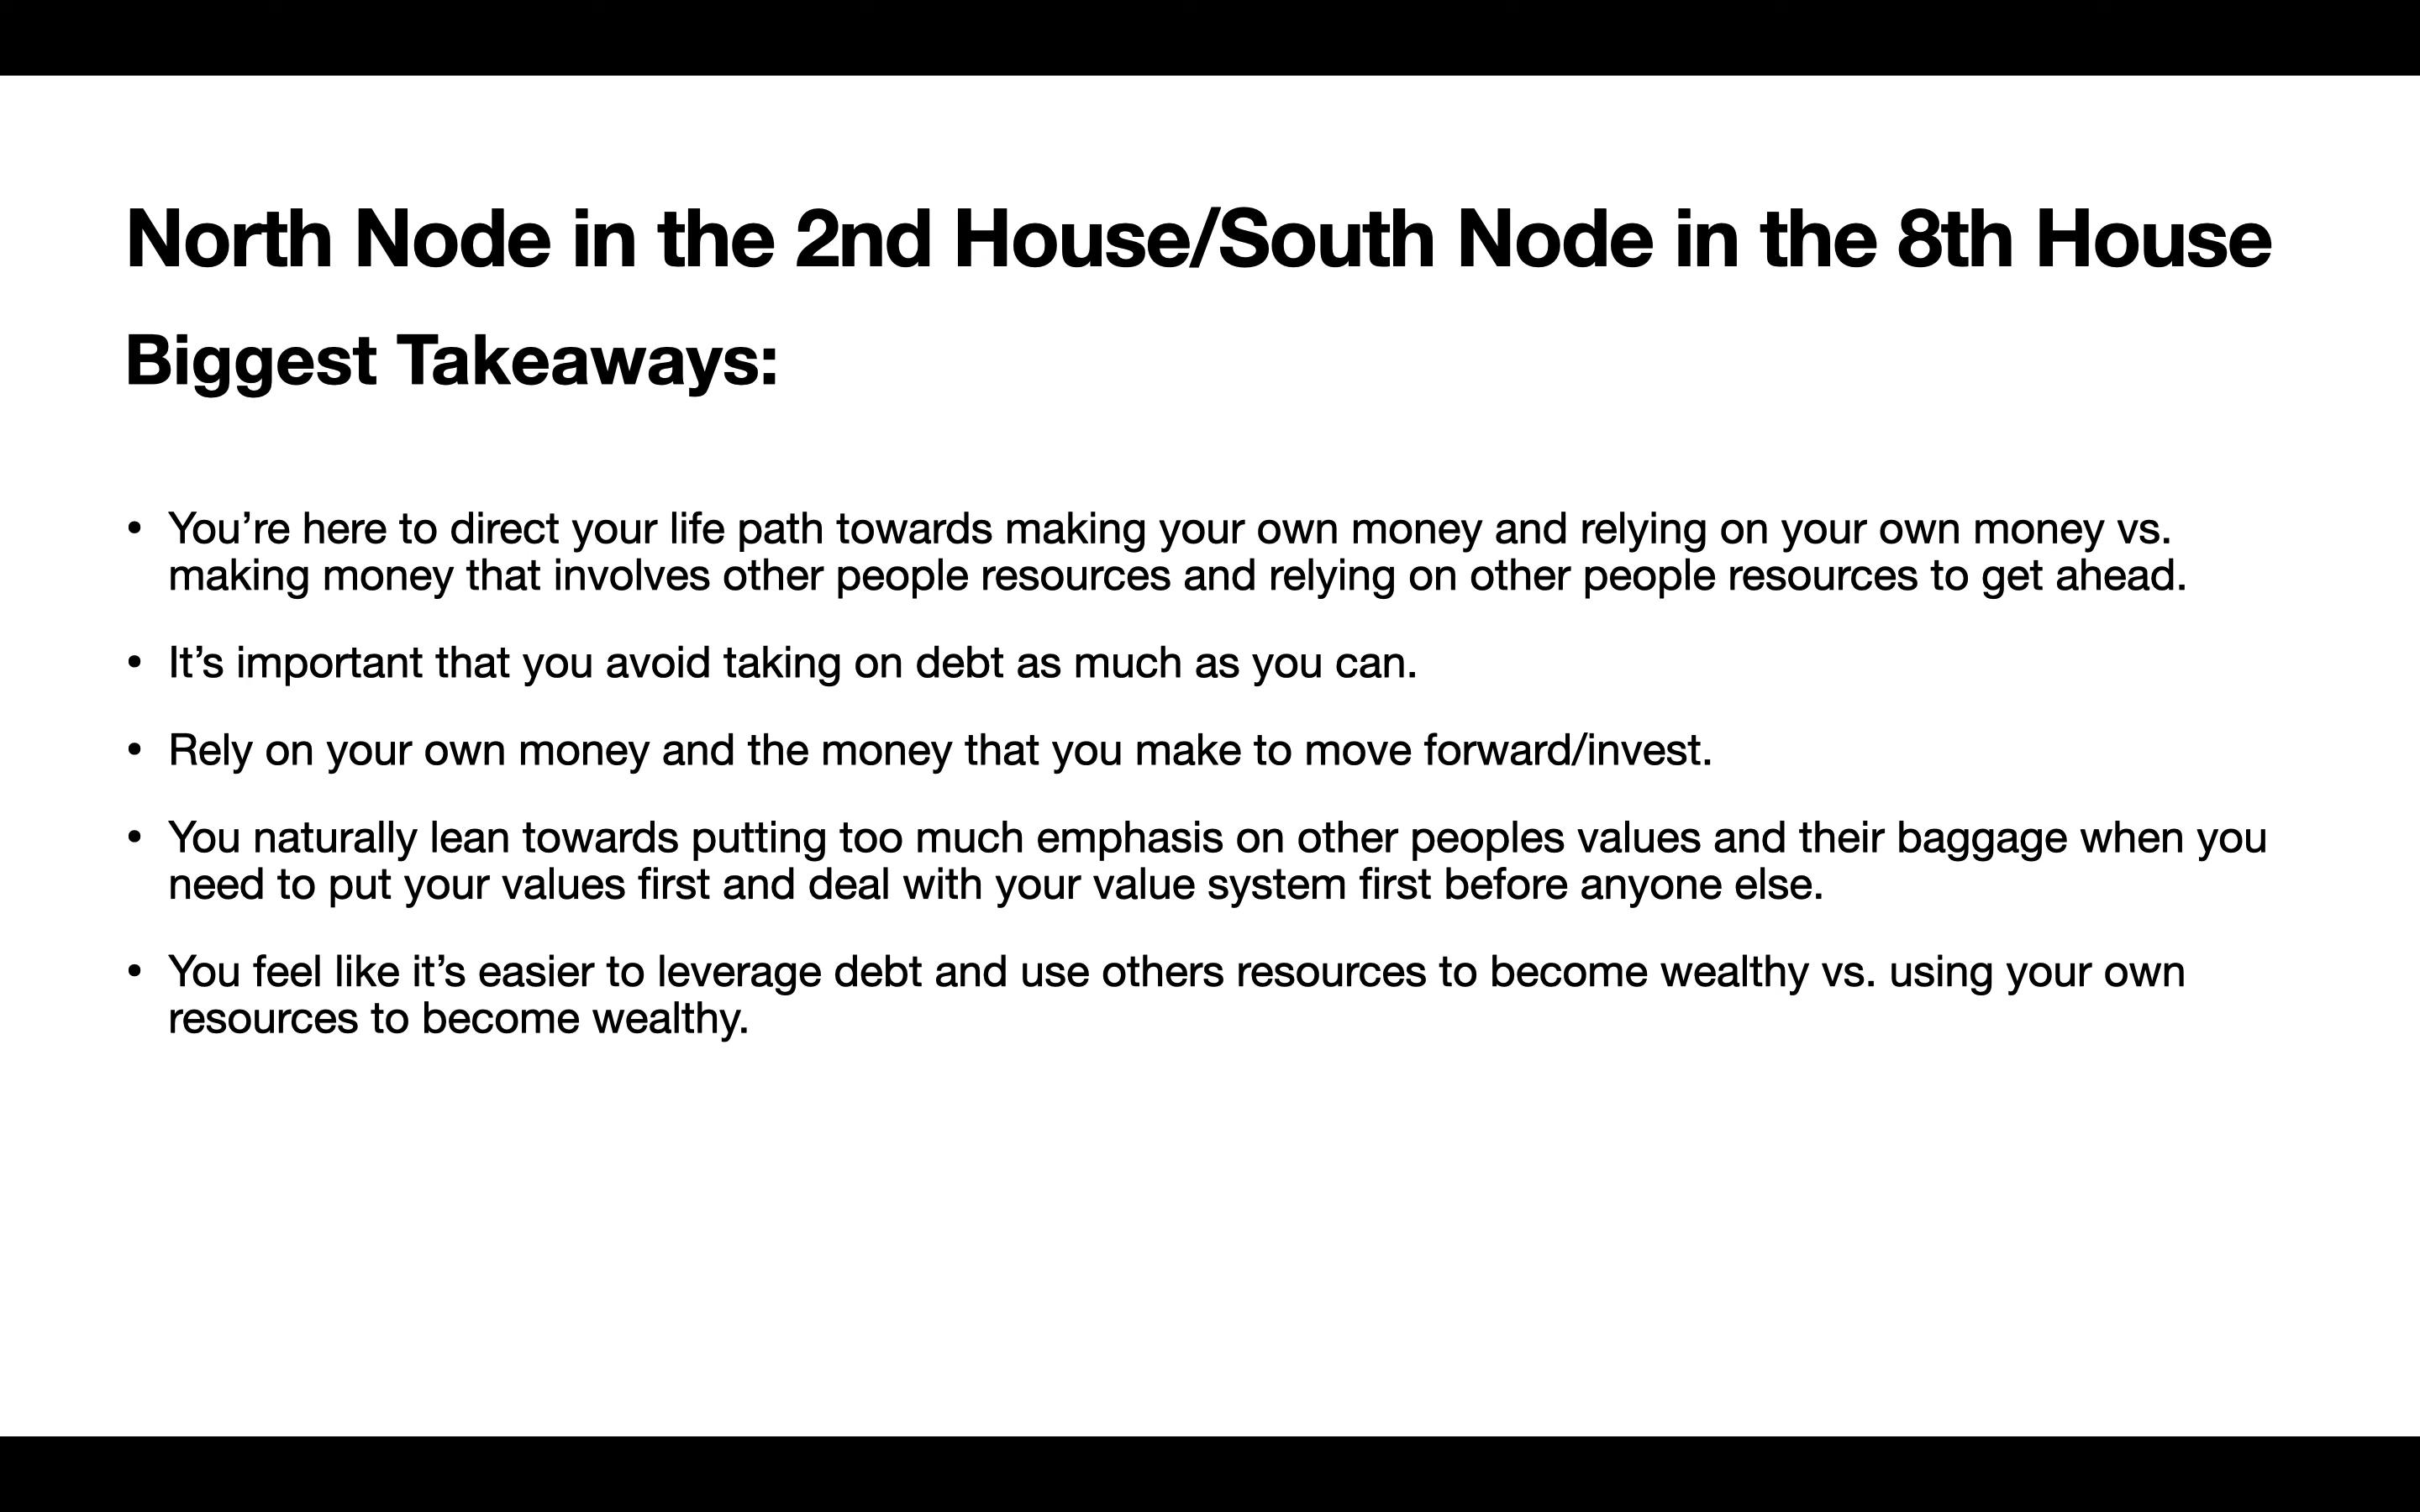 North Node in the 2nd House/South Node in the 8th House
Biggest Takeaways:
• You’re here to direct your life path towards making your own money and relying on your own money vs.
making money that involves other people resources and relying on other people resources to get ahead.
• It’s important that you avoid taking on debt as much as you can.
• Rely on your own money and the money that you make to move forward/invest.
• You naturally lean towards putting too much emphasis on other peoples values and their baggage when you
need to put your values first and deal with your value system first before anyone else.
• You feel like it’s easier to leverage debt and use others resources to become wealthy vs. using your own
resources to become wealthy.